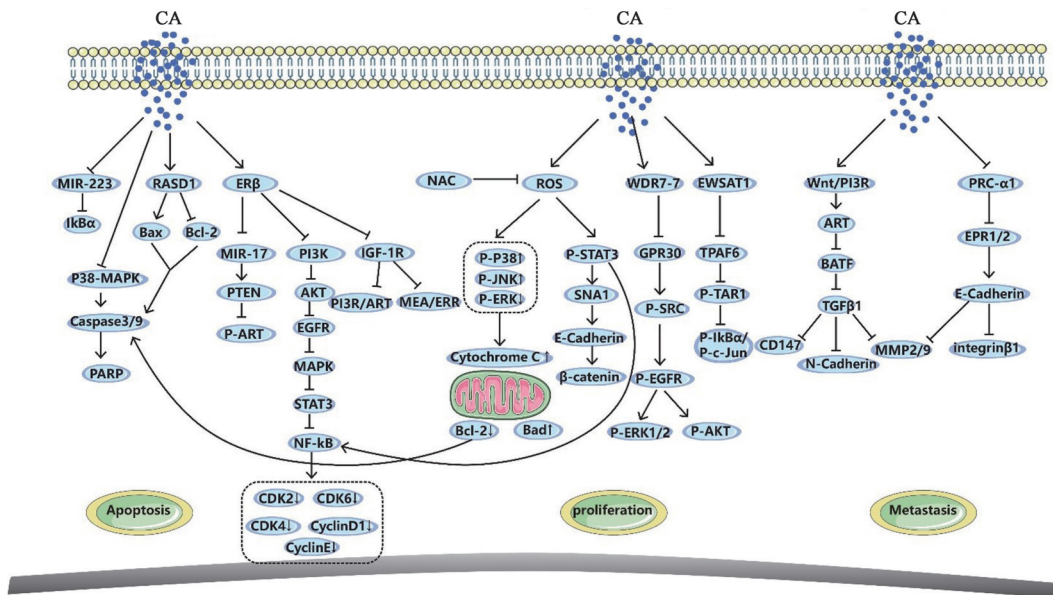 CA
CA
CA
MIR-223
RASD1
ERβ
NAC
ROS
WDR7-7
EWSAT1
Wnt/PI3R
PRC-α1
IkBα
Bax
Bcl-2
MIR-17
PI3K
IGF-1R
P-P38↑
P-JNK↑
P-ERK↓
P-STAT3
GPR30
TPAF6
ART
EPR1/2
P38-MAPK
PTEN
AKT
PI3R/ART
MEA/ERR
SNA1
P-SRC
P-TAR1
BATF
E-Cadherin
Caspase3/9
P-ART
EGFR
E-Cadherin
P-IkBα/
P-c-Jun
TGFβ1
CD147
N-Cadherin
MMP2/9
integrinβ1
PARP
MAPK
Cytochrome C↑
β-catenin
P-EGFR
STAT3
Bcl-2↓
Bad↑
P-ERK1/2
P-AKT
NF-kB
CDK2↓
CDK6↓
CDK4↓
CyclinD1↓
CyclinE↓
Apoptosis
proliferation
Metastasis